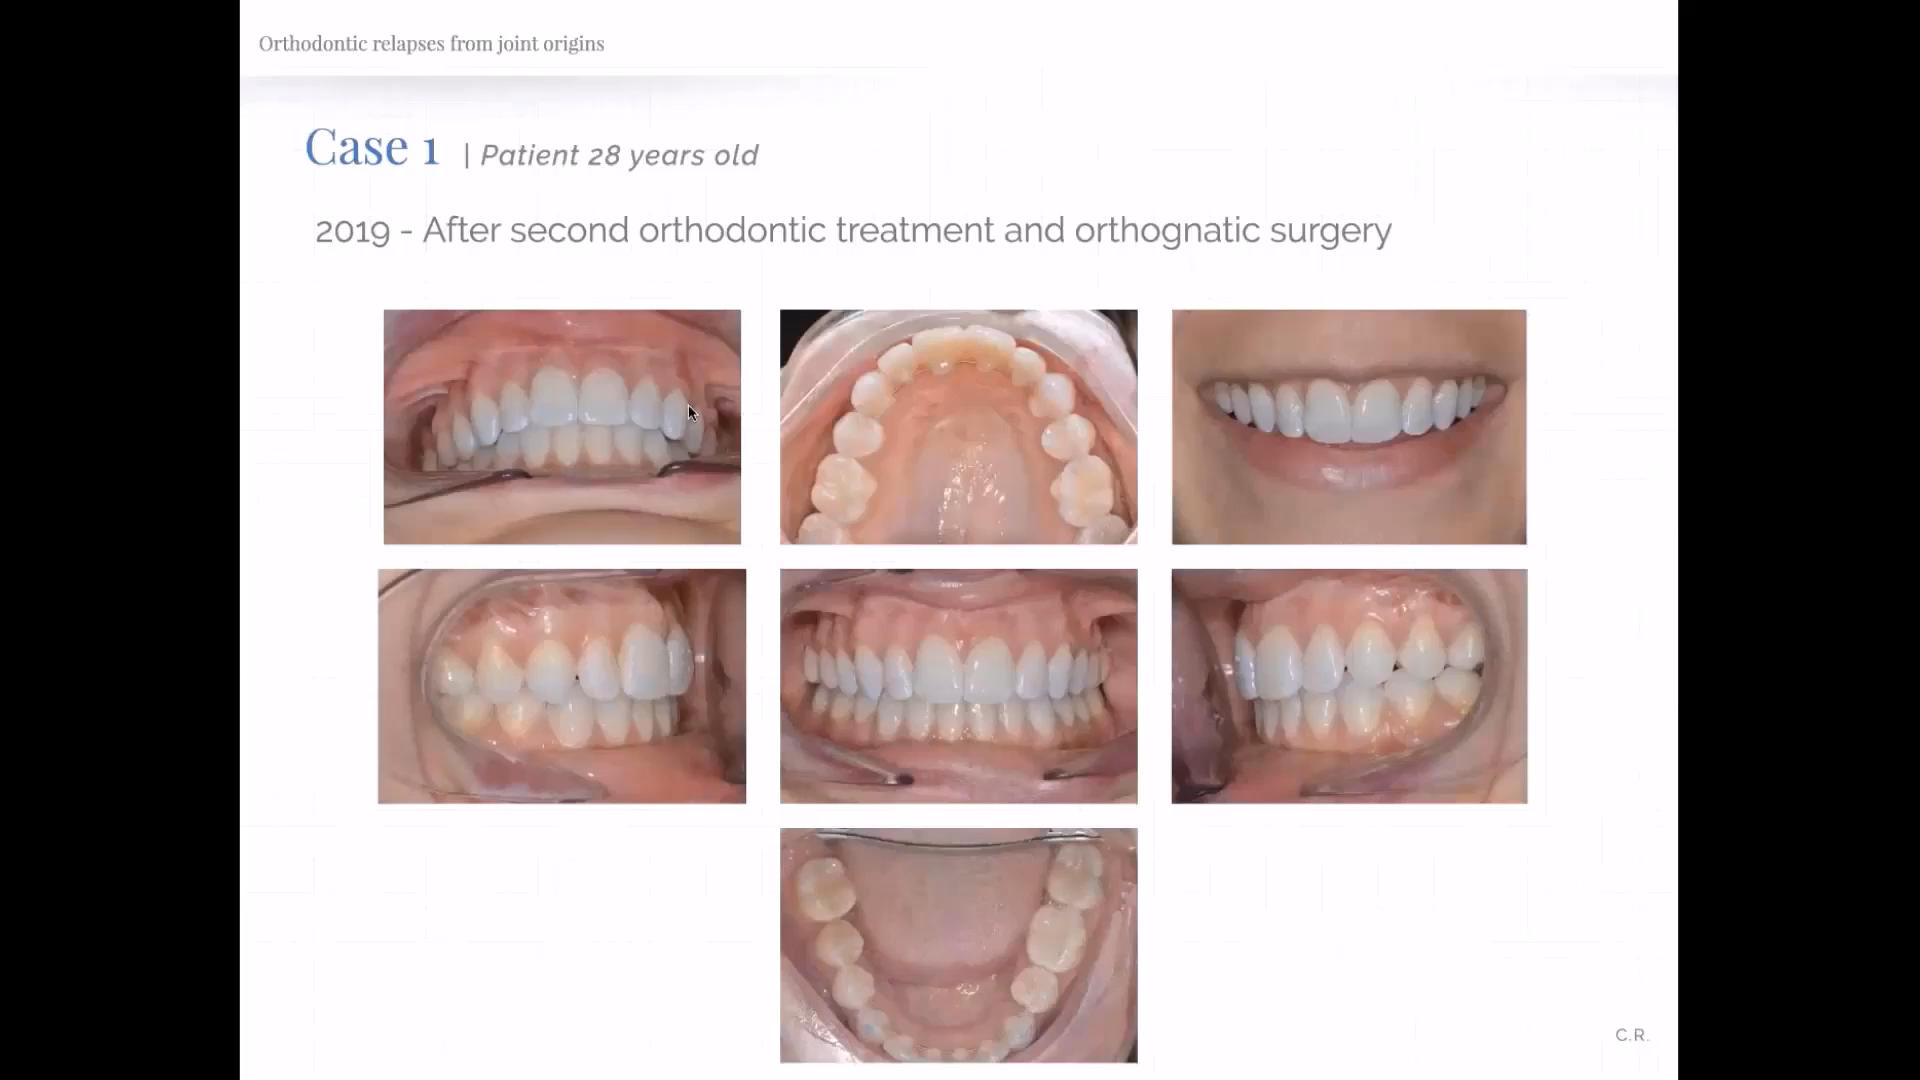 Orthodontic relapses from joint origins
Case 1 | Patient 28 years old
2019 - After second orthodontic treatment and orthognatic surgery
C.R.